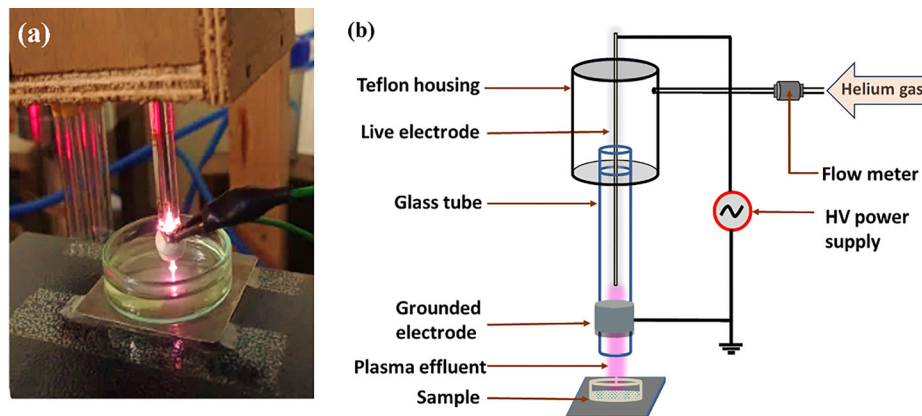 (a)
(b)
Teflon housing
Helium gas
Live electrode
Flow meter
Glass tube
HV power
supply
Grounded
electrode
Plasma effluent
Sample